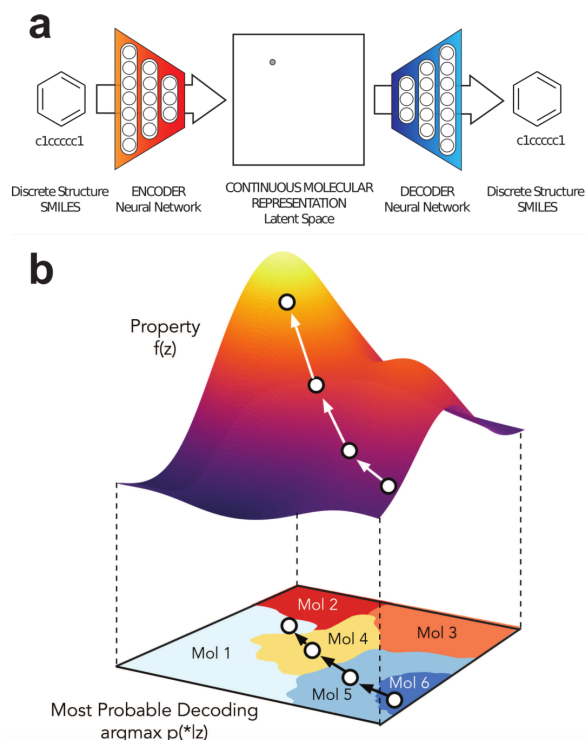 a
c1ccccc1
c1ccccc1
Discrete Structure
SMILES
ENCODER
Neural Network
CONTINUOUS MOLECULAR
REPRESENTATION
Latent Space
DECODER
Neural Network
Discrete Structure
SMILES
b
Property
f(z)
Mol 2
Mol 4
Mol 3
Mol 1
Mol 5
Mol 6
Most Probable Decoding
argmax p(*|z)